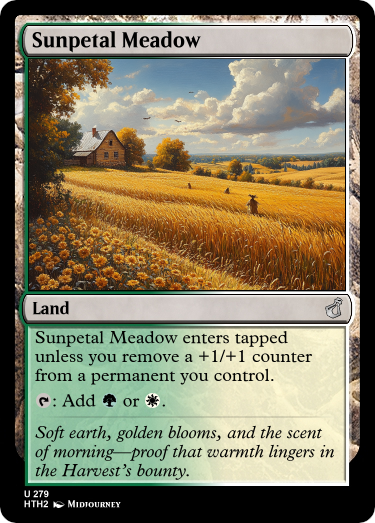 Sunpetal Meadow
Land
Sunpetal Meadow enters tapped
unless you remove a +1/+1 counter
from a permanent you control.
: Add or .
Soft earth, golden blooms, and the scent
of morning—proof that warmth lingers in
the Harvest's bounty.
U 279
HTH2 Midjourney